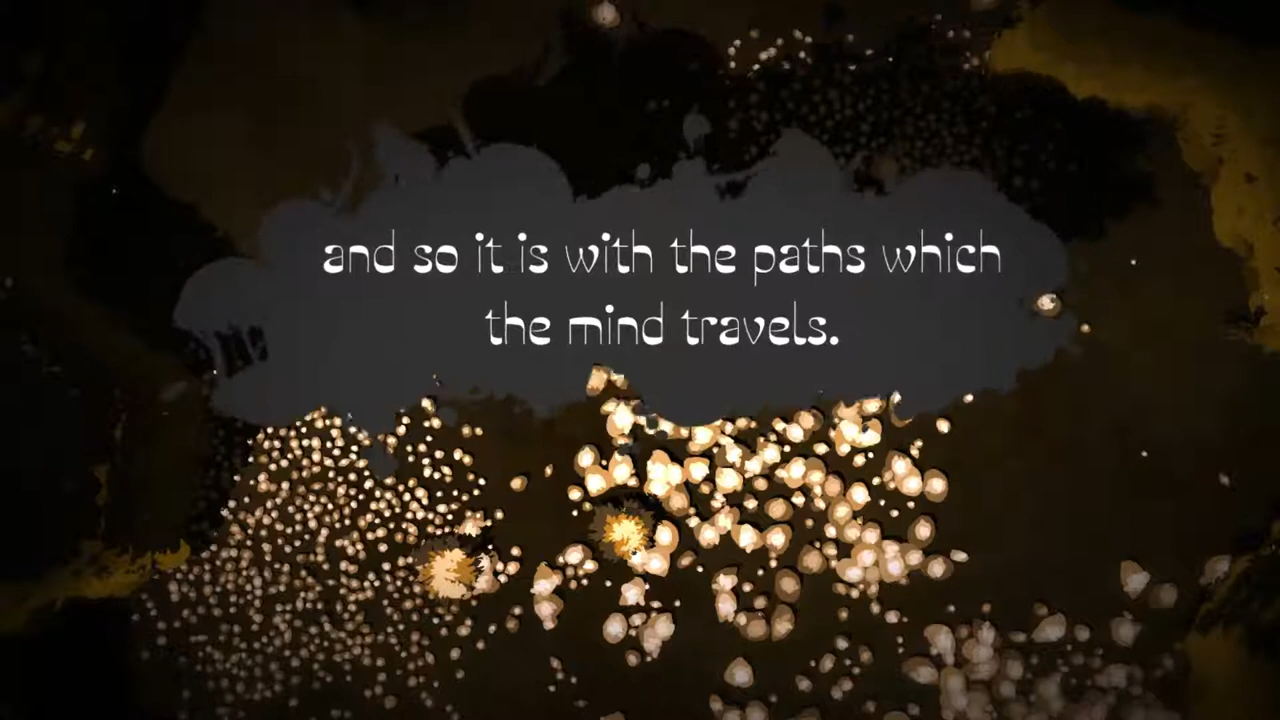 and so it is with the paths which
the mind travels.